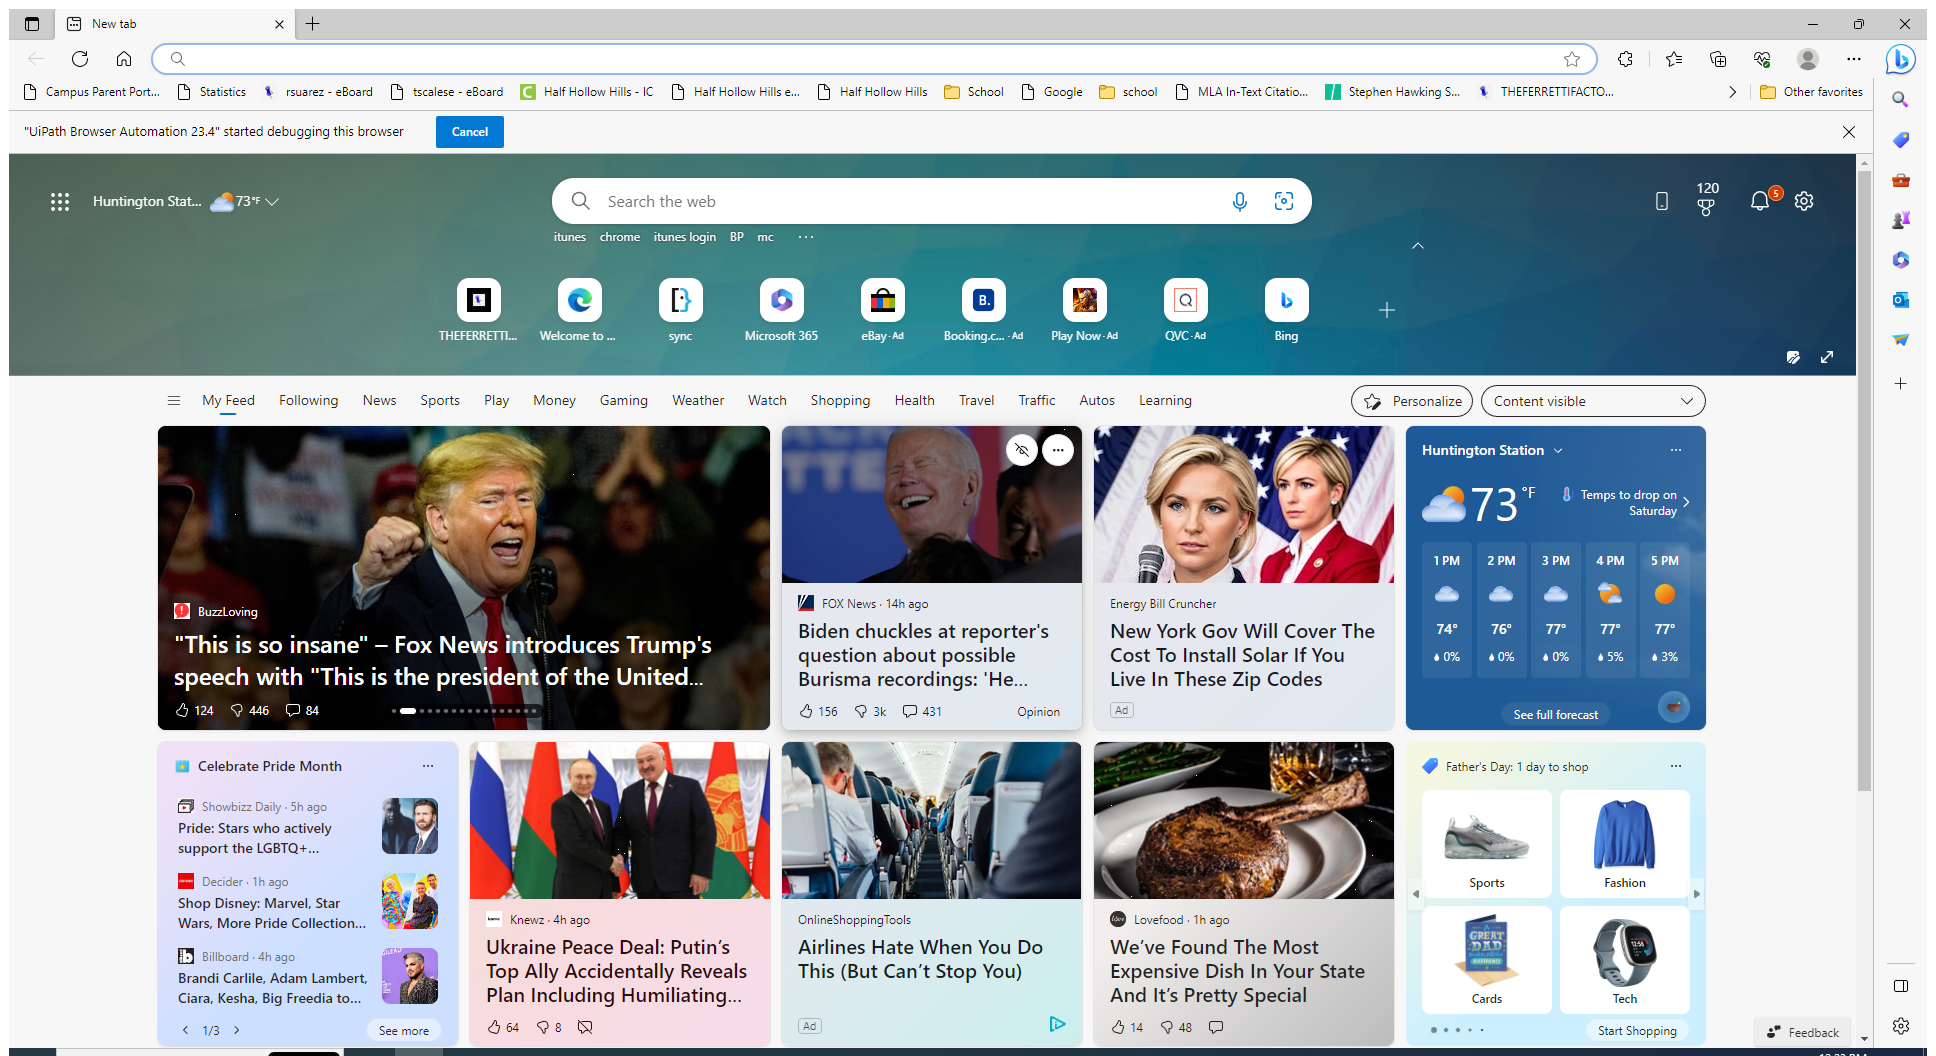 New tab
Campus Parent Port...
Statistics
rsuarez - eBoard
tscalese - eBoard
Half Hollow Hills - IC
Half Hollow Hills e...
Half Hollow Hills
School
Google
school
MLA In-Text Citatio...
Stephen Hawking S...
THEFERRETTIFACTO...
Other favorites
"UiPath Browser Automation 23.4" started debugging this browser
Cancel
Huntington Stat...
73°F
Search the web
120
5
itunes
chrome
itunes login
BP
mc
THEFERRETTI...
Welcome to ...
sync
Microsoft 365
eBay · Ad
Booking.c... · Ad
Play Now · Ad
QVC · Ad
Bing
My Feed
Following
News
Sports
Play
Money
Gaming
Weather
Watch
Shopping
Health
Travel
Traffic
Autos
Learning
Personalize
Content visible
BuzzLoving
"This is so insane" – Fox News introduces Trump's
speech with "This is the president of the United...
124
446
84
FOX News · 14h ago
Biden chuckles at reporter's
question about possible
Burisma recordings: 'He...
156
3k
431
Opinion
Energy Bill Cruncher
New York Gov Will Cover The
Cost To Install Solar If You
Live In These Zip Codes
Ad
Huntington Station
73°F
Temps to drop on
Saturday
1 PM
2 PM
3 PM
4 PM
5 PM
74°
76°
77°
77°
77°
0%
0%
0%
5%
3%
See full forecast
Celebrate Pride Month
Showbizz Daily · 5h ago
Pride: Stars who actively
support the LGBTQ+...
Decider · 1h ago
Shop Disney: Marvel, Star
Wars, More Pride Collection...
Billboard · 4h ago
Brandi Carlile, Adam Lambert,
Ciara, Kesha, Big Freedia to...
1/3
See more
Knewz · 4h ago
Ukraine Peace Deal: Putin's
Top Ally Accidentally Reveals
Plan Including Humiliating...
64
8
OnlineShoppingTools
Airlines Hate When You Do
This (But Can't Stop You)
Ad
Lovefood · 1h ago
We've Found The Most
Expensive Dish In Your State
And It's Pretty Special
14
48
Father's Day: 1 day to shop
Sports
Fashion
GREAT
DAD
Cards
Tech
Start Shopping
Feedback